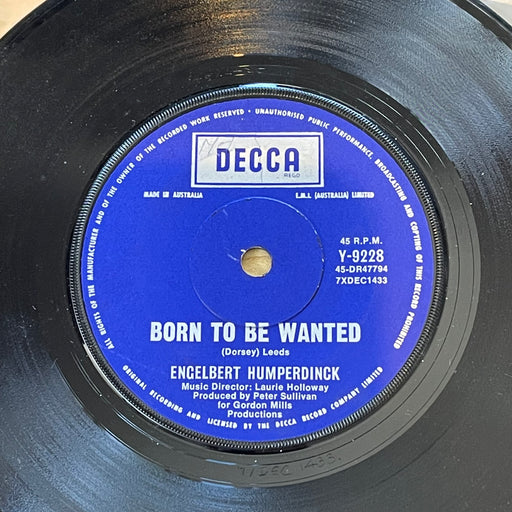 ALL RIGHTS OF THE MANUFACTURER AND OF THE OWNER OF THE RECORDED WORK RESERVED · UNAUTHORISED PUBLIC PERFORMANCE, BROADCASTING AND COPYING OF THIS RECORD PROHIBITED
DECCA
REGD
MADE IN AUSTRALIA
E.M.I. (AUSTRALIA) LIMITED
45 R.P.M.
Y-9228
45-DR47794
7XDEC1433
BORN TO BE WANTED
(Dorsey) Leeds
ENGELBERT HUMPERDINCK
Music Director: Laurie Holloway
Produced by Peter Sullivan
for Gordon Mills
Productions
ORIGINAL RECORDING AND LICENSED BY THE DECCA RECORD COMPANY LIMITED